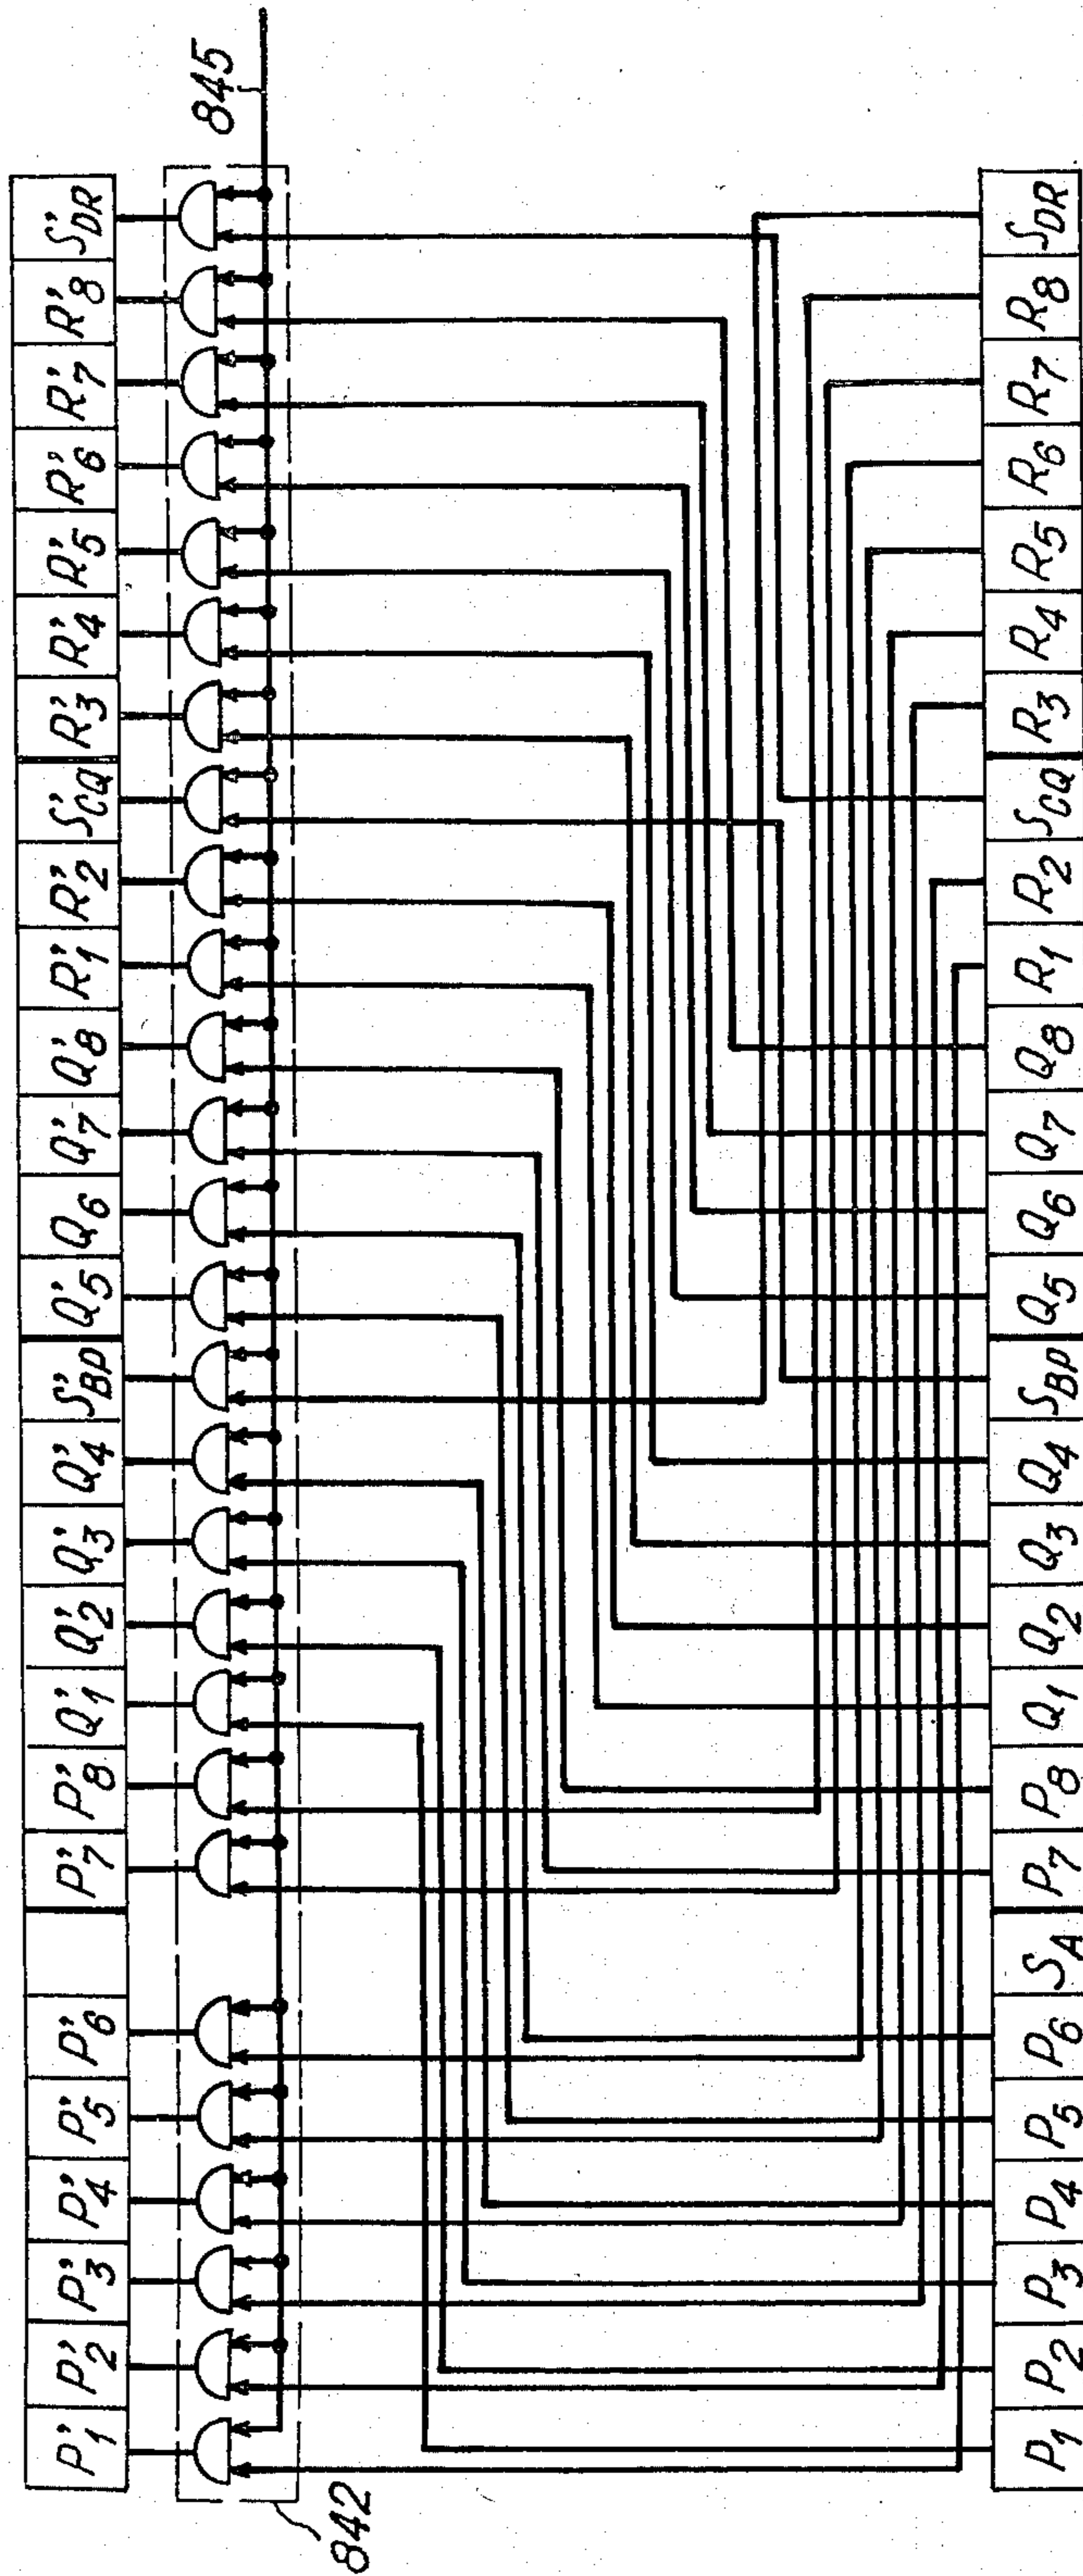 P'1 P'2 P'3 P'4 P'5 P'6 P'7 P'8 Q'1 Q'2 Q'3 Q'4 S'BP Q'5 Q6 Q'7 Q'8 R'1 R'2 S'CQ R'3 R'4 R'5 R'6 R'7 R'8 S'DR
842
845
P1 P2 P3 P4 P5 P6 SA P7 P8 Q1 Q2 Q3 Q4 SBP Q5 Q6 Q7 Q8 R1 R2 SCQ R3 R4 R5 R6 R7 R8 SDR